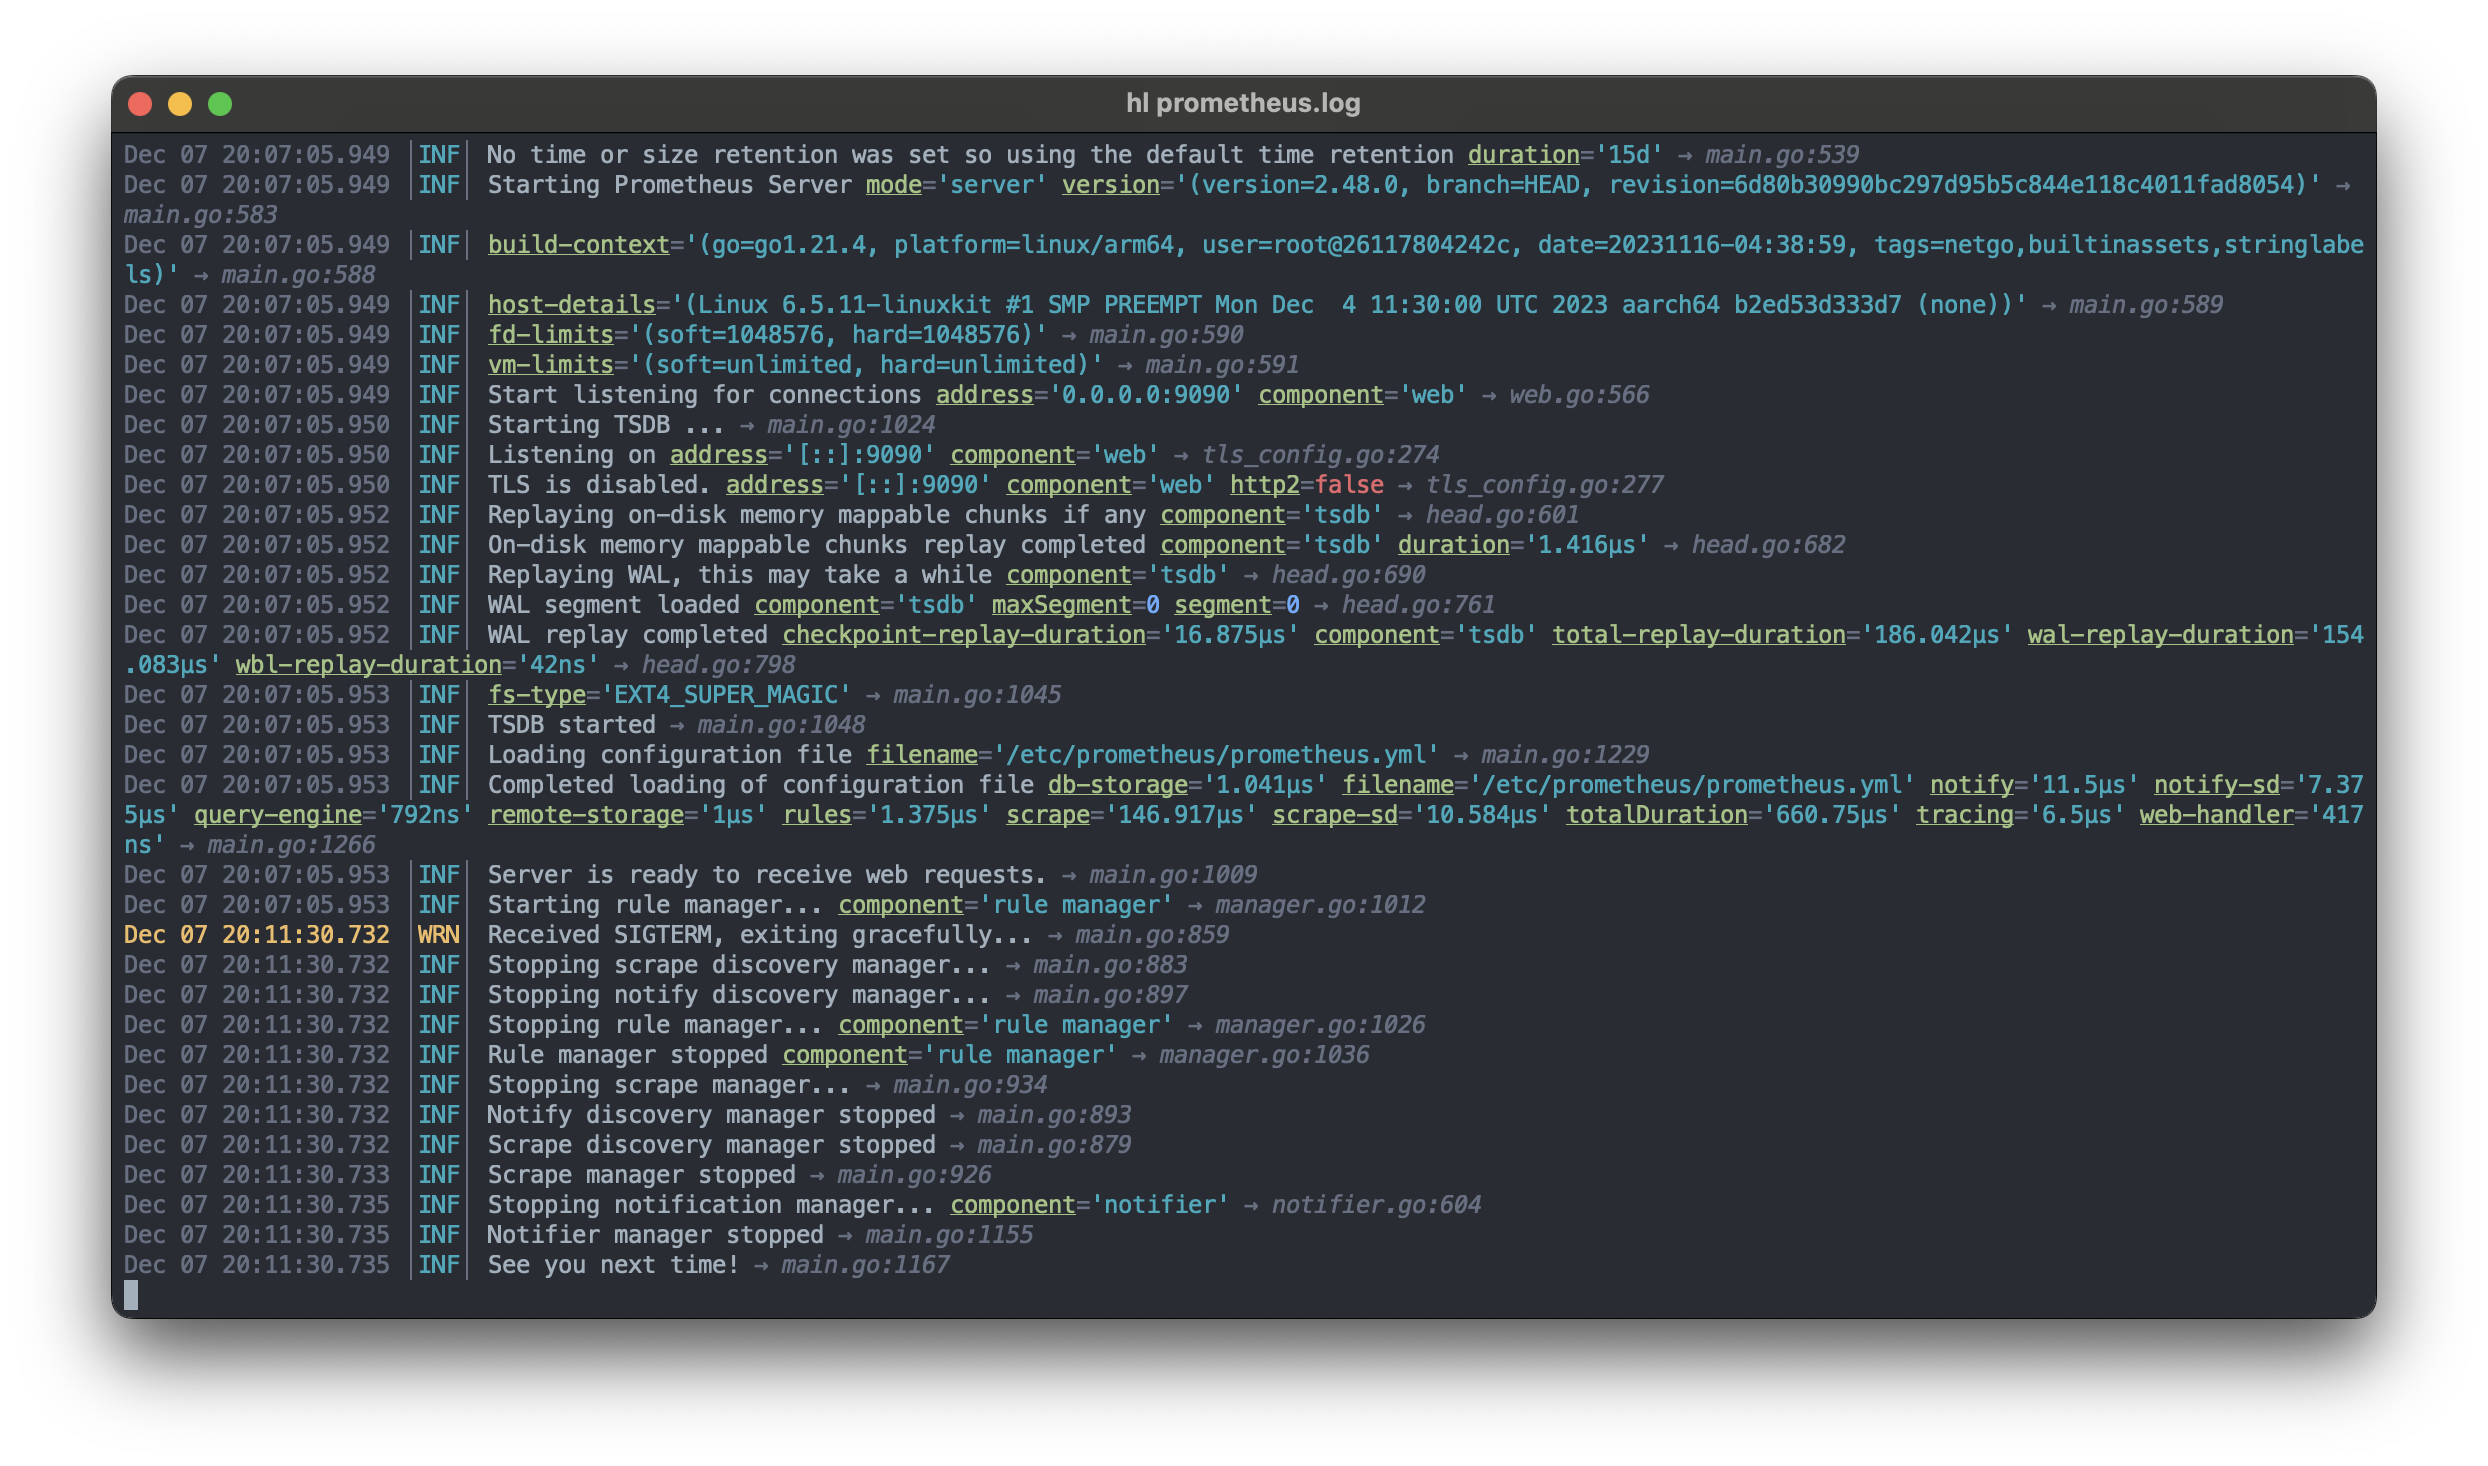 hl prometheus.log
Dec 07 20:07:05.949 |INF| No time or size retention was set so using the default time retention duration='15d' → main.go:539
Dec 07 20:07:05.949 |INF| Starting Prometheus Server mode='server' version='(version=2.48.0, branch=HEAD, revision=6d80b30990bc297d95b5c844e118c4011fad8054)' →
main.go:583
Dec 07 20:07:05.949 |INF| build-context='(go=go1.21.4, platform=linux/arm64, user=root@26117804242c, date=20231116-04:38:59, tags=netgo,builtinassets,stringlabe
ls)' → main.go:588
Dec 07 20:07:05.949 |INF| host-details='(Linux 6.5.11-linuxkit #1 SMP PREEMPT Mon Dec  4 11:30:00 UTC 2023 aarch64 b2ed53d333d7 (none))' → main.go:589
Dec 07 20:07:05.949 |INF| fd-limits='(soft=1048576, hard=1048576)' → main.go:590
Dec 07 20:07:05.949 |INF| vm-limits='(soft=unlimited, hard=unlimited)' → main.go:591
Dec 07 20:07:05.949 |INF| Start listening for connections address='0.0.0.0:9090' component='web' → web.go:566
Dec 07 20:07:05.950 |INF| Starting TSDB ... → main.go:1024
Dec 07 20:07:05.950 |INF| Listening on address='[::]:9090' component='web' → tls_config.go:274
Dec 07 20:07:05.950 |INF| TLS is disabled. address='[::]:9090' component='web' http2=false → tls_config.go:277
Dec 07 20:07:05.952 |INF| Replaying on-disk memory mappable chunks if any component='tsdb' → head.go:601
Dec 07 20:07:05.952 |INF| On-disk memory mappable chunks replay completed component='tsdb' duration='1.416µs' → head.go:682
Dec 07 20:07:05.952 |INF| Replaying WAL, this may take a while component='tsdb' → head.go:690
Dec 07 20:07:05.952 |INF| WAL segment loaded component='tsdb' maxSegment=0 segment=0 → head.go:761
Dec 07 20:07:05.952 |INF| WAL replay completed checkpoint-replay-duration='16.875µs' component='tsdb' total-replay-duration='186.042µs' wal-replay-duration='154
.083µs' wbl-replay-duration='42ns' → head.go:798
Dec 07 20:07:05.953 |INF| fs-type='EXT4_SUPER_MAGIC' → main.go:1045
Dec 07 20:07:05.953 |INF| TSDB started → main.go:1048
Dec 07 20:07:05.953 |INF| Loading configuration file filename='/etc/prometheus/prometheus.yml' → main.go:1229
Dec 07 20:07:05.953 |INF| Completed loading of configuration file db-storage='1.041µs' filename='/etc/prometheus/prometheus.yml' notify='11.5µs' notify-sd='7.37
5µs' query-engine='792ns' remote-storage='1µs' rules='1.375µs' scrape='146.917µs' scrape-sd='10.584µs' totalDuration='660.75µs' tracing='6.5µs' web-handler='417
ns' → main.go:1266
Dec 07 20:07:05.953 |INF| Server is ready to receive web requests. → main.go:1009
Dec 07 20:07:05.953 |INF| Starting rule manager... component='rule manager' → manager.go:1012
Dec 07 20:11:30.732 |WRN| Received SIGTERM, exiting gracefully... → main.go:859
Dec 07 20:11:30.732 |INF| Stopping scrape discovery manager... → main.go:883
Dec 07 20:11:30.732 |INF| Stopping notify discovery manager... → main.go:897
Dec 07 20:11:30.732 |INF| Stopping rule manager... component='rule manager' → manager.go:1026
Dec 07 20:11:30.732 |INF| Rule manager stopped component='rule manager' → manager.go:1036
Dec 07 20:11:30.732 |INF| Stopping scrape manager... → main.go:934
Dec 07 20:11:30.732 |INF| Notify discovery manager stopped → main.go:893
Dec 07 20:11:30.732 |INF| Scrape discovery manager stopped → main.go:879
Dec 07 20:11:30.733 |INF| Scrape manager stopped → main.go:926
Dec 07 20:11:30.735 |INF| Stopping notification manager... component='notifier' → notifier.go:604
Dec 07 20:11:30.735 |INF| Notifier manager stopped → main.go:1155
Dec 07 20:11:30.735 |INF| See you next time! → main.go:1167